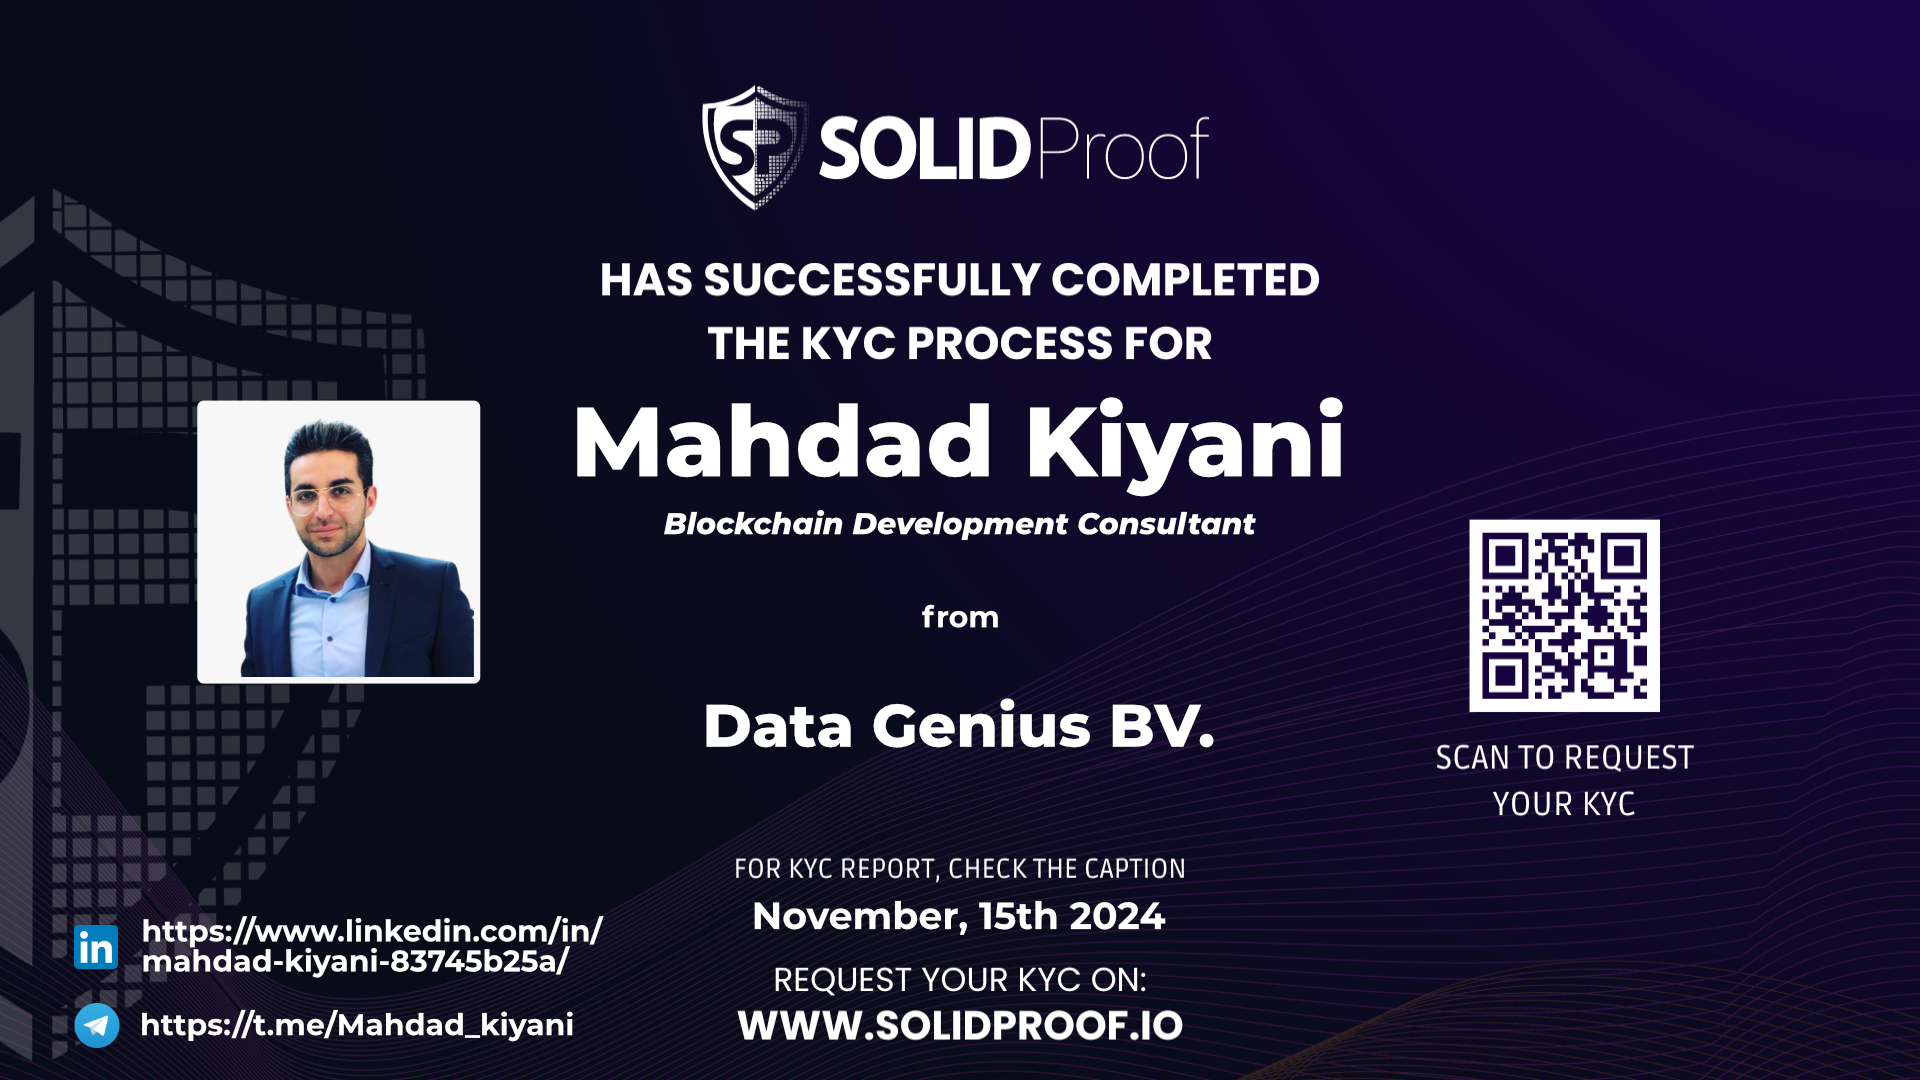 SP SOLIDProof
HAS SUCCESSFULLY COMPLETED
THE KYC PROCESS FOR
Mahdad Kiyani
Blockchain Development Consultant
from
Data Genius BV.
SCAN TO REQUEST
YOUR KYC
FOR KYC REPORT, CHECK THE CAPTION
November, 15th 2024
REQUEST YOUR KYC ON:
WWW.SOLIDPROOF.IO
in https://www.linkedin.com/in/
mahdad-kiyani-83745b25a/
https://t.me/Mahdad_kiyani